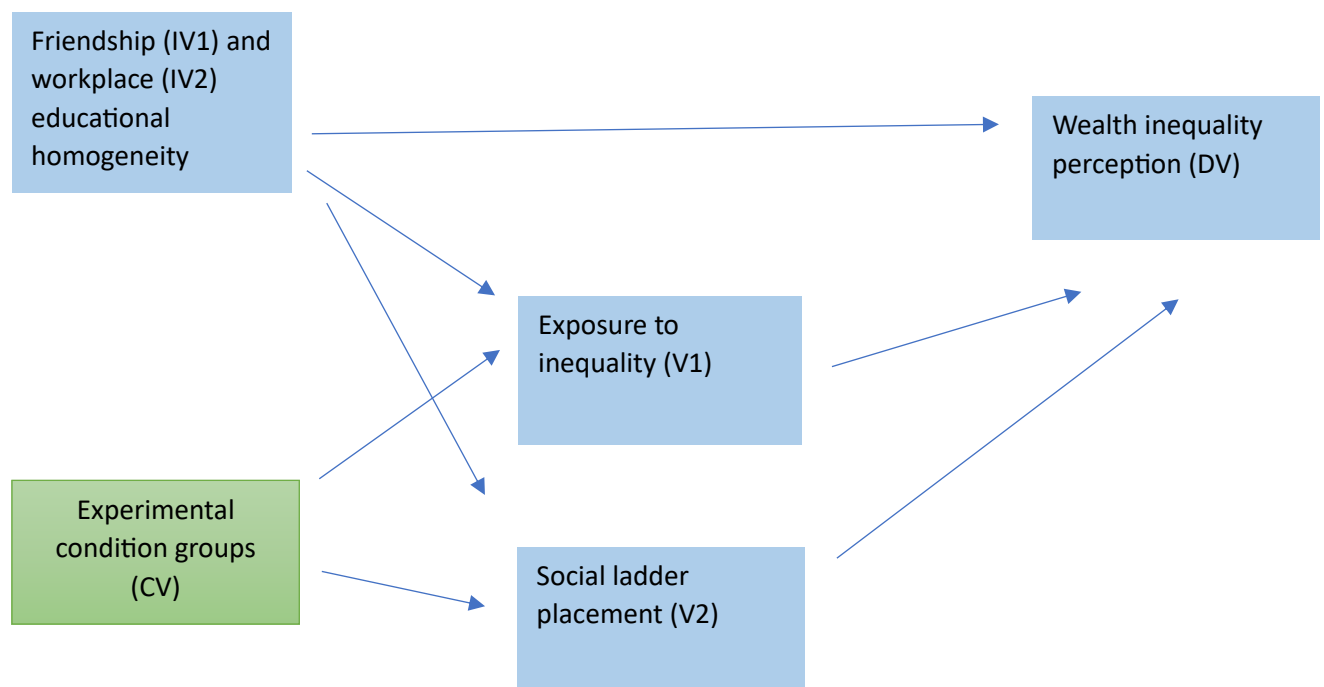 Friendship (IV1) and
workplace (IV2)
educational
homogeneity
Wealth inequality
perception (DV)
Exposure to
inequality (V1)
Experimental
condition groups
(CV)
Social ladder
placement (V2)